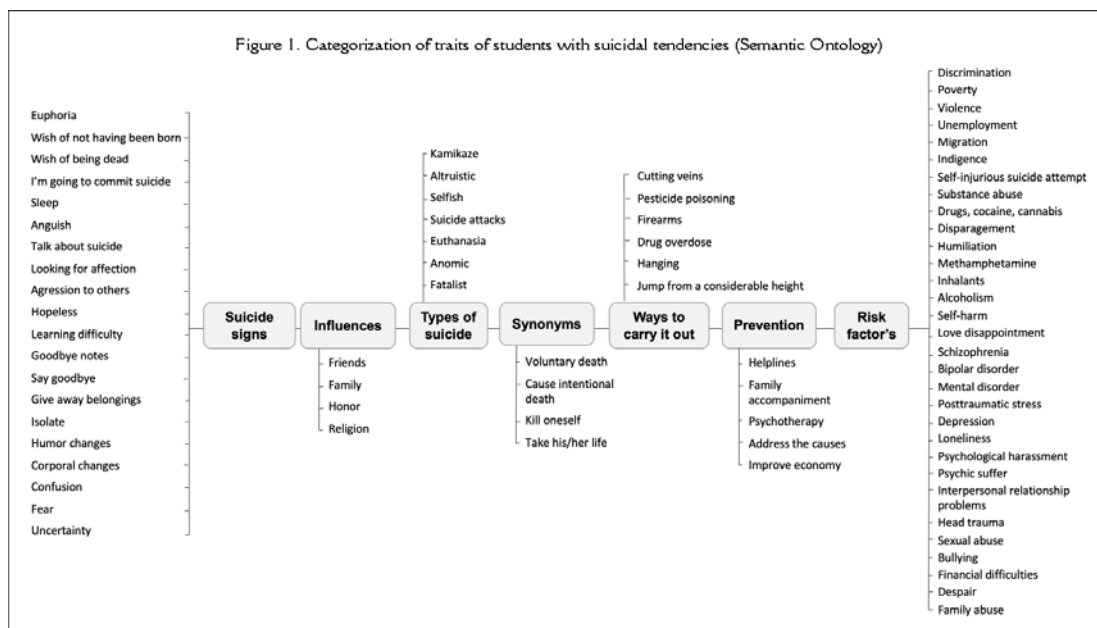 Figure 1. Categorization of traits of students with suicidal tendencies (Semantic Ontology)
Euphoria
Wish of not having been born
Wish of being dead
I'm going to commit suicide
Sleep
Anguish
Talk about suicide
Looking for affection
Agression to others
Hopeless
Learning difficulty
Goodbye notes
Say goodbye
Give away belongings
Isolate
Humor changes
Corporal changes
Confusion
Fear
Uncertainty
Suicide
signs
Influences
Friends
Family
Honor
Religion
Kamikaze
Altruistic
Selfish
Suicide attacks
Euthanasia
Anomic
Fatalist
Types of
suicide
Synonyms
Voluntary death
Cause intentional
death
Kill oneself
Take his/her life
Cutting veins
Pesticide poisoning
Firearms
Drug overdose
Hanging
Jump from a considerable height
Ways to
carry it out
Prevention
Helplines
Family
accompaniment
Psychotherapy
Address the causes
Improve economy
Risk
factor's
Discrimination
Poverty
Violence
Unemployment
Migration
Indigence
Self-injurious suicide attempt
Substance abuse
Drugs, cocaine, cannabis
Disparagement
Humiliation
Methamphetamine
Inhalants
Alcoholism
Self-harm
Love disappointment
Schizophrenia
Bipolar disorder
Mental disorder
Posttraumatic stress
Depression
Loneliness
Psychological harassment
Psychic suffer
Interpersonal relationship
problems
Head trauma
Sexual abuse
Bullying
Financial difficulties
Despair
Family abuse